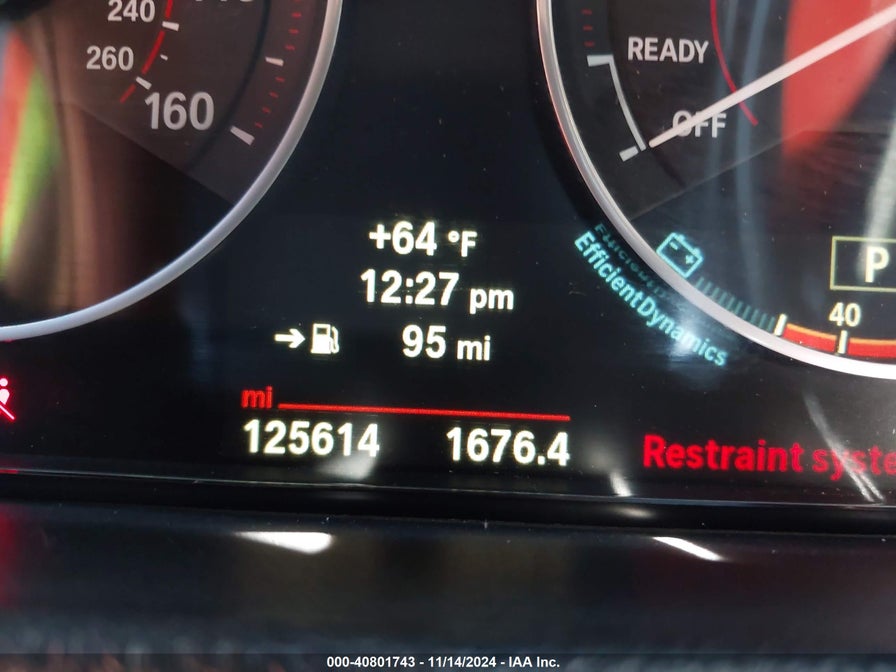 240
260
160
READY
OFF
+64 °F
12:27 pm
95 mi
EfficientDynamics
P
40
mi
125614 1676.4
Restraint syste
000-40801743 - 11/14/2024 - IAA Inc.